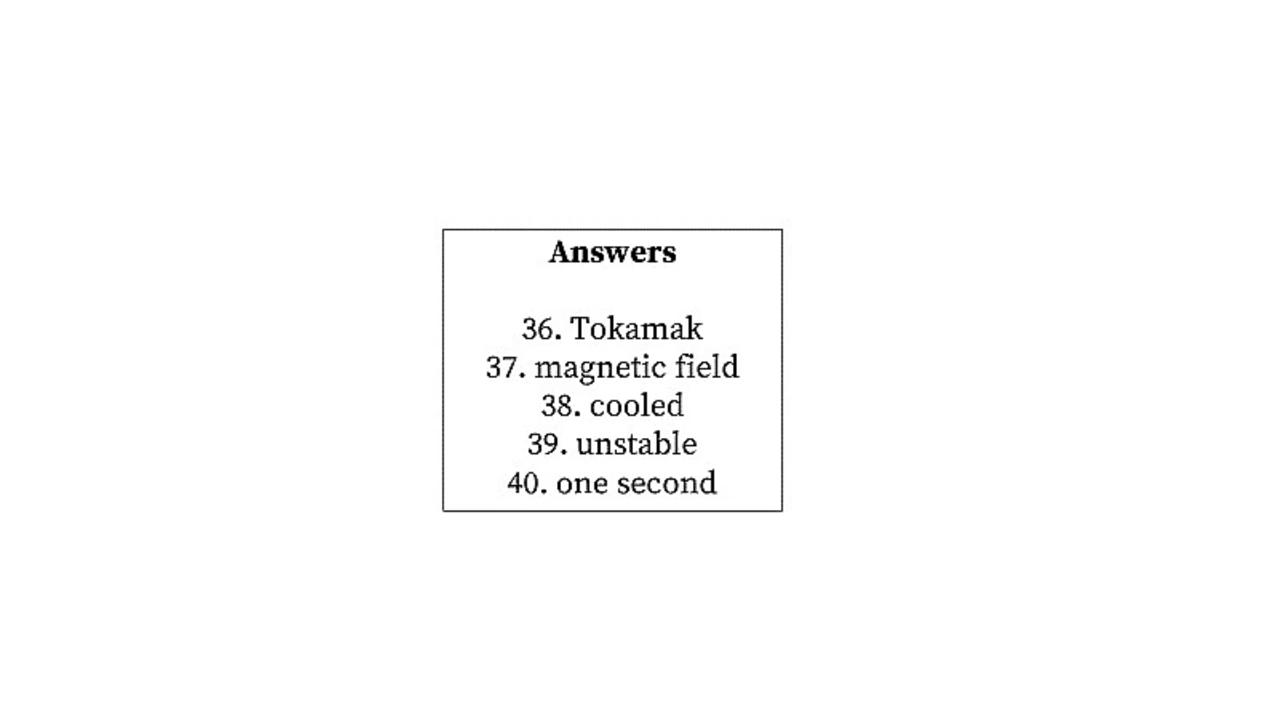 Answers
36. Tokamak
37. magnetic field
38. cooled
39. unstable
40. one second